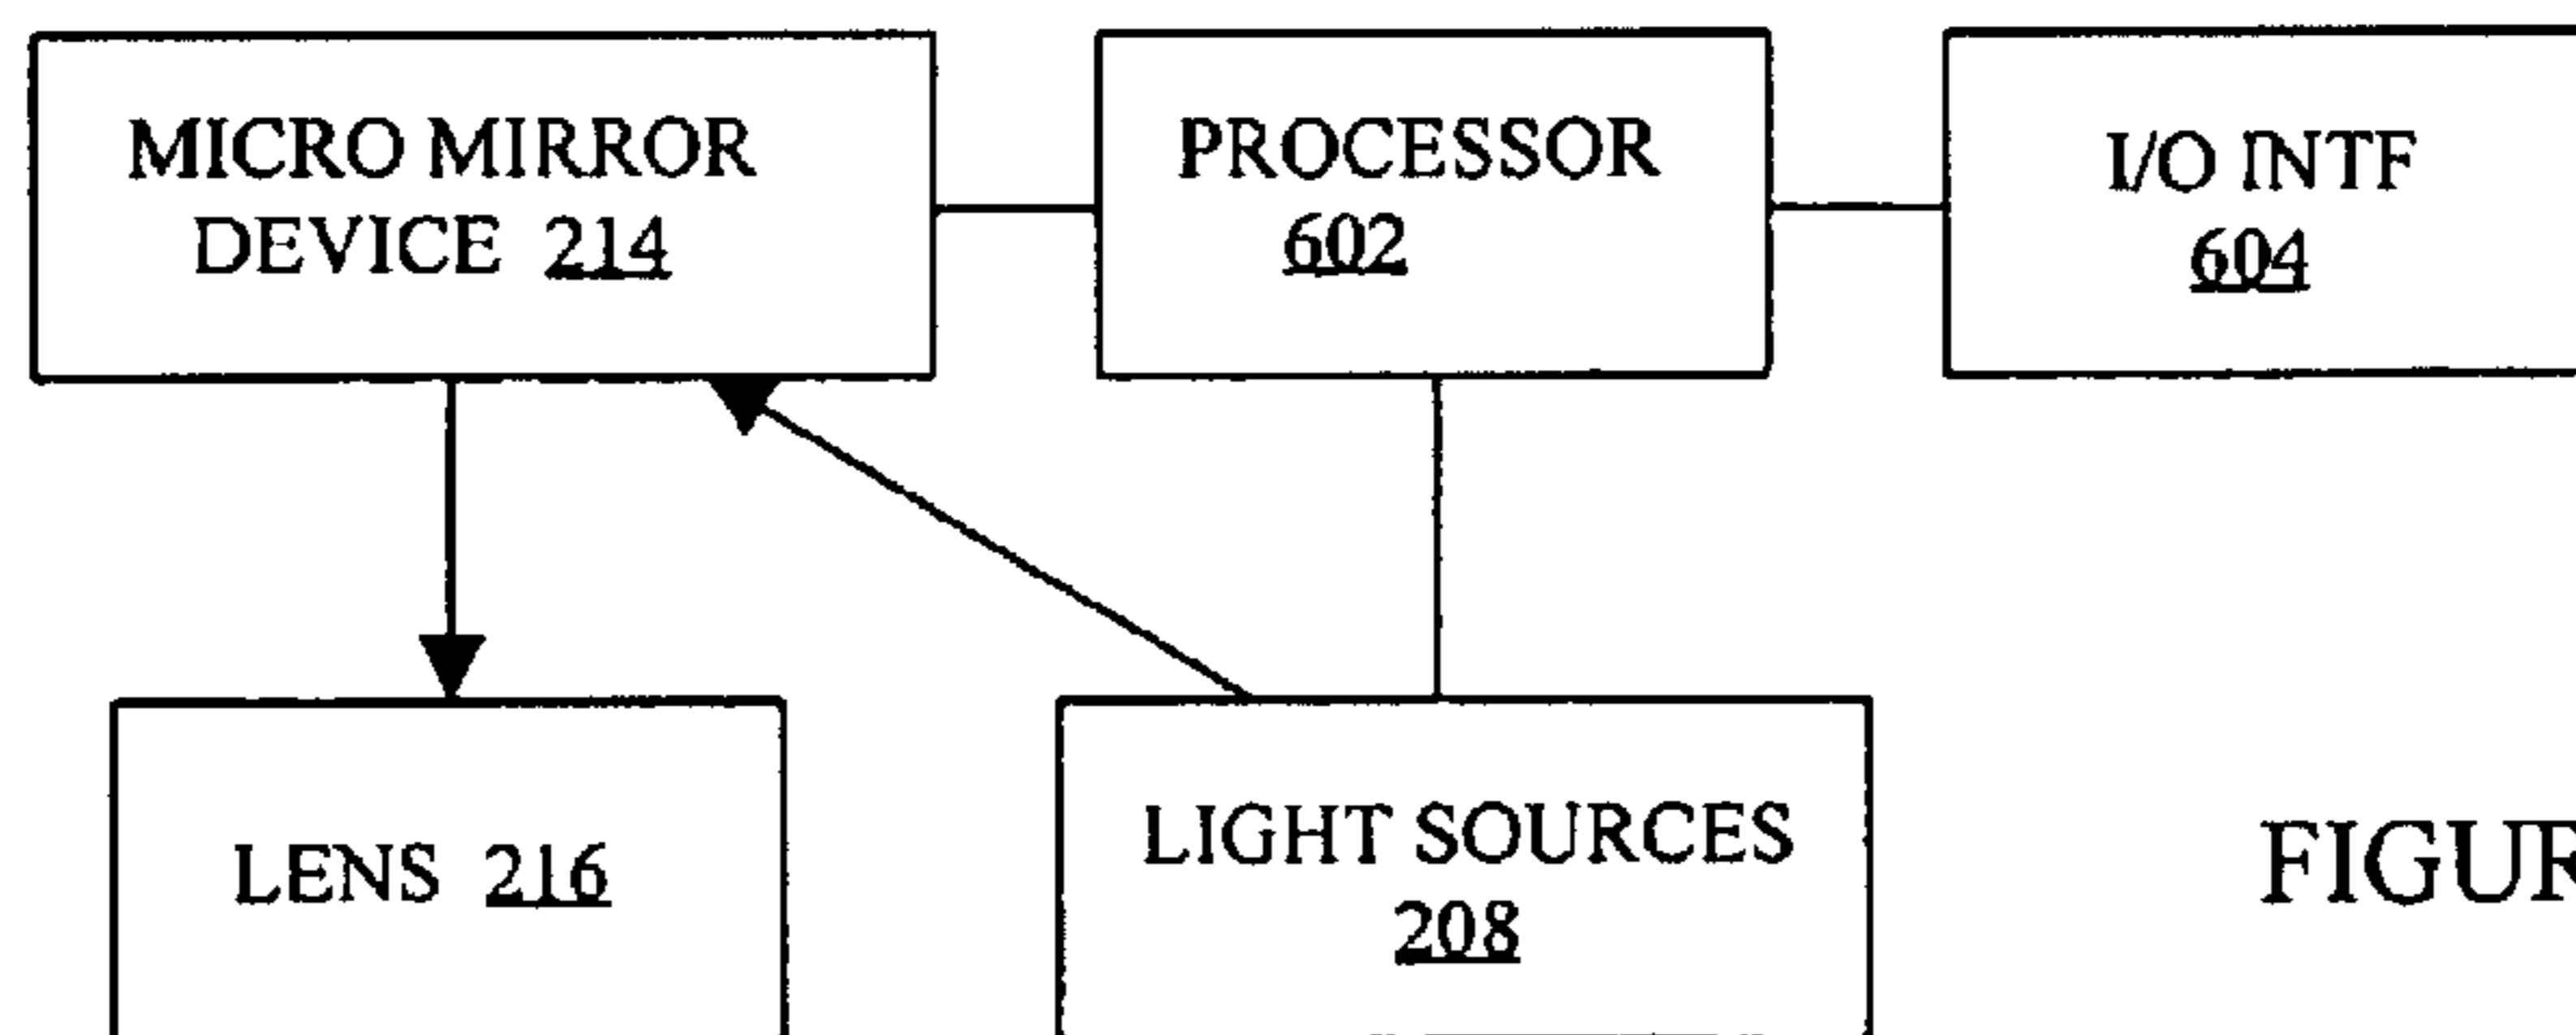 MICRO MIRROR
DEVICE 214
PROCESSOR
602
I/O INTF
604
LENS 216
LIGHT SOURCES
208